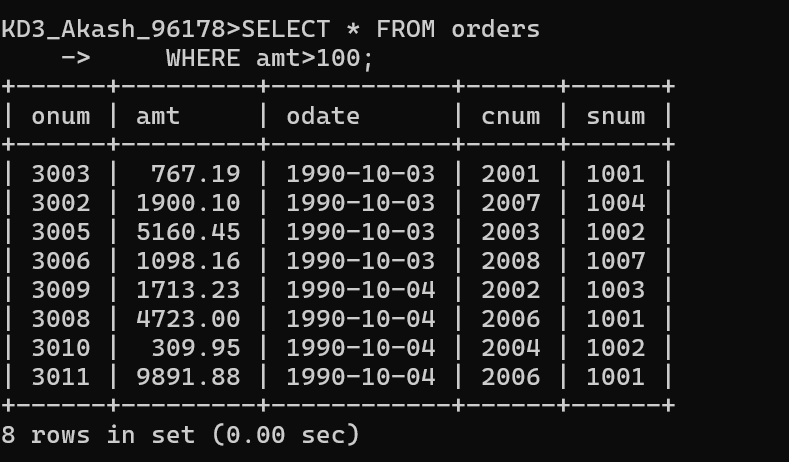 KD3_Akash_96178>SELECT * FROM orders
    ->     WHERE amt>100;
+------+---------+------------+------+------+
| onum | amt     | odate      | cnum | snum |
+------+---------+------------+------+------+
| 3003 |  767.19 | 1990-10-03 | 2001 | 1001 |
| 3002 | 1900.10 | 1990-10-03 | 2007 | 1004 |
| 3005 | 5160.45 | 1990-10-03 | 2003 | 1002 |
| 3006 | 1098.16 | 1990-10-03 | 2008 | 1007 |
| 3009 | 1713.23 | 1990-10-04 | 2002 | 1003 |
| 3008 | 4723.00 | 1990-10-04 | 2006 | 1001 |
| 3010 |  309.95 | 1990-10-04 | 2004 | 1002 |
| 3011 | 9891.88 | 1990-10-04 | 2006 | 1001 |
+------+---------+------------+------+------+
8 rows in set (0.00 sec)